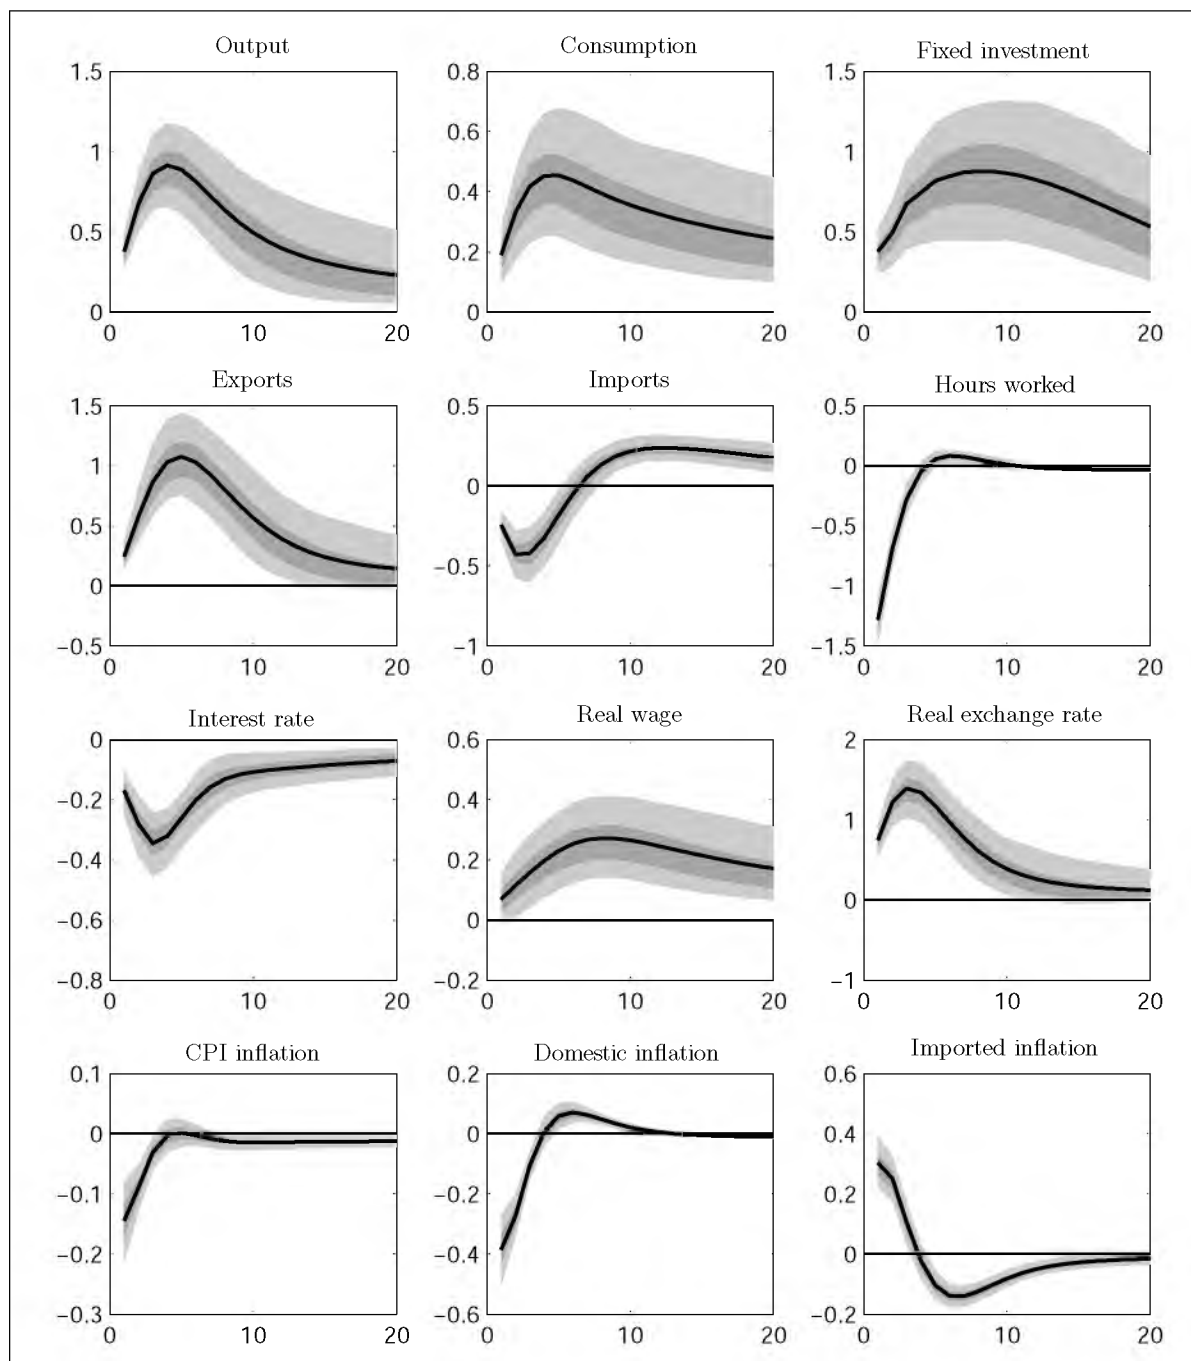 Output
Consumption
Fixed investment
1.5
1
0.5
0
0 10 20
0.8
0.6
0.4
0.2
0
0 10 20
1.5
1
0.5
0
0 10 20
Exports
Imports
Hours worked
1.5
1
0.5
0
−0.5
0 10 20
0.5
0
−0.5
−1
0 10 20
0.5
0
−0.5
−1
−1.5
0 10 20
Interest rate
Real wage
Real exchange rate
0
−0.2
−0.4
−0.6
−0.8
0 10 20
0.6
0.4
0.2
0
−0.2
0 10 20
2
1
0
−1
0 10 20
CPI inflation
Domestic inflation
Imported inflation
0.1
0
−0.1
−0.2
−0.3
0 10 20
0.2
0
−0.2
−0.4
−0.6
0 10 20
0.6
0.4
0.2
0
−0.2
0 10 20